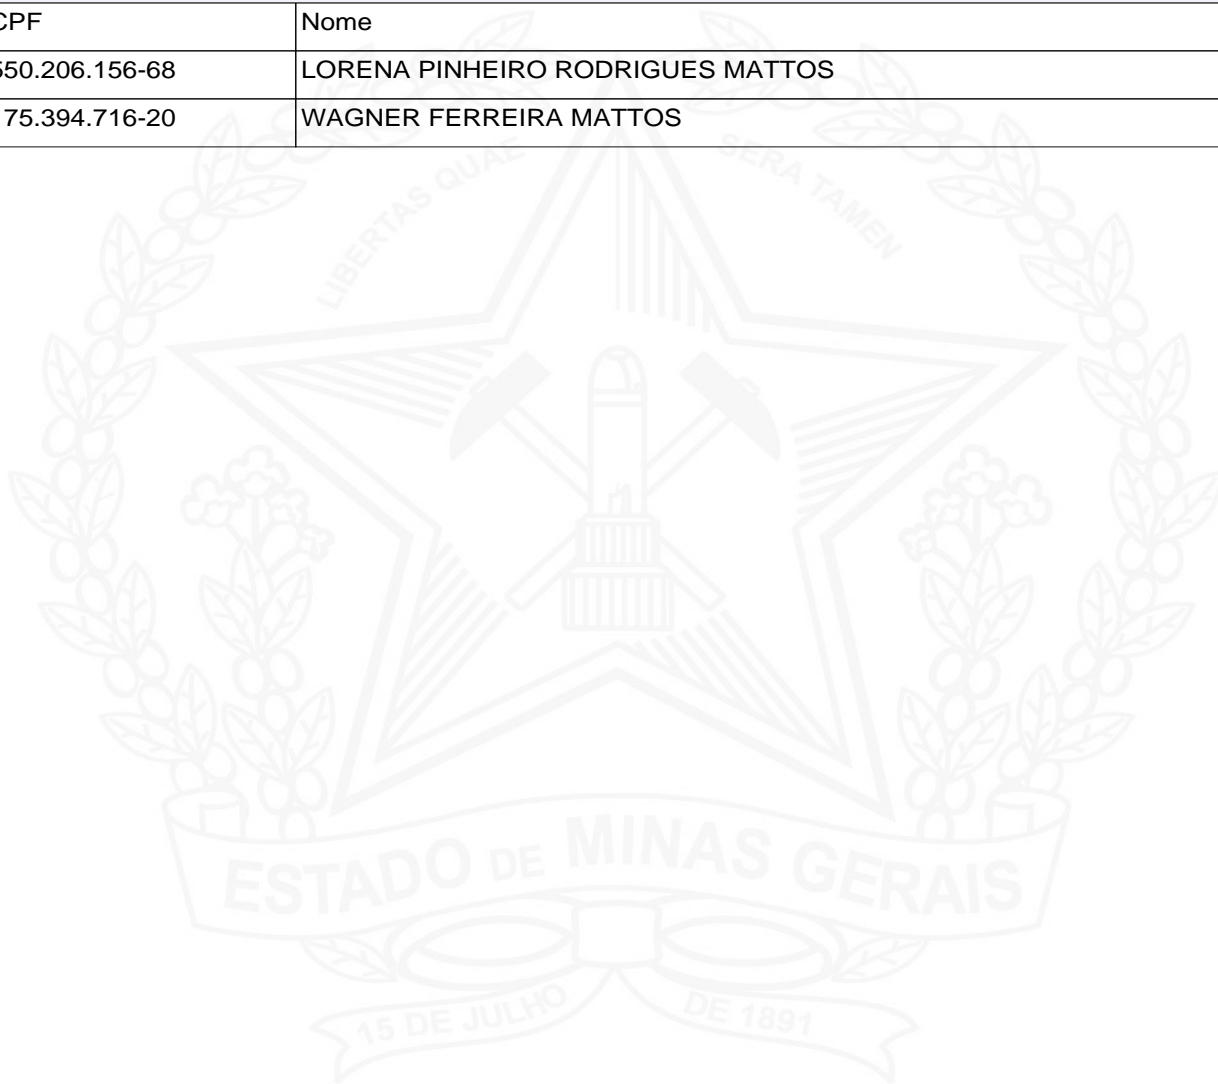 CPF Nome
550.206.156-68 LORENA PINHEIRO RODRIGUES MATTOS
75.394.716-20 WAGNER FERREIRA MATTOS
LIBERTAS QUAE SERA TAMEN
ESTADO DE MINAS GERAIS
15 DE JULHO DE 1891